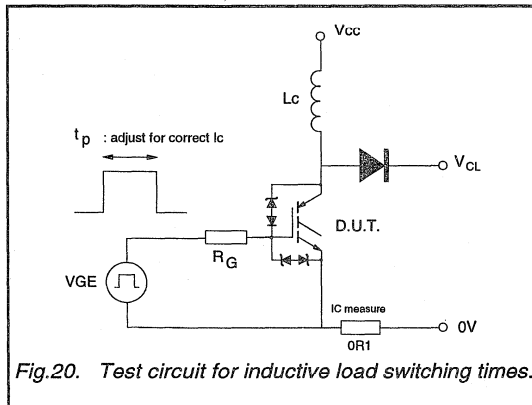 Vcc
Lc
tp : adjust for correct Ic
VCL
D.U.T.
RG
VGE
IC measure
0R1
0V
Fig.20. Test circuit for inductive load switching times.